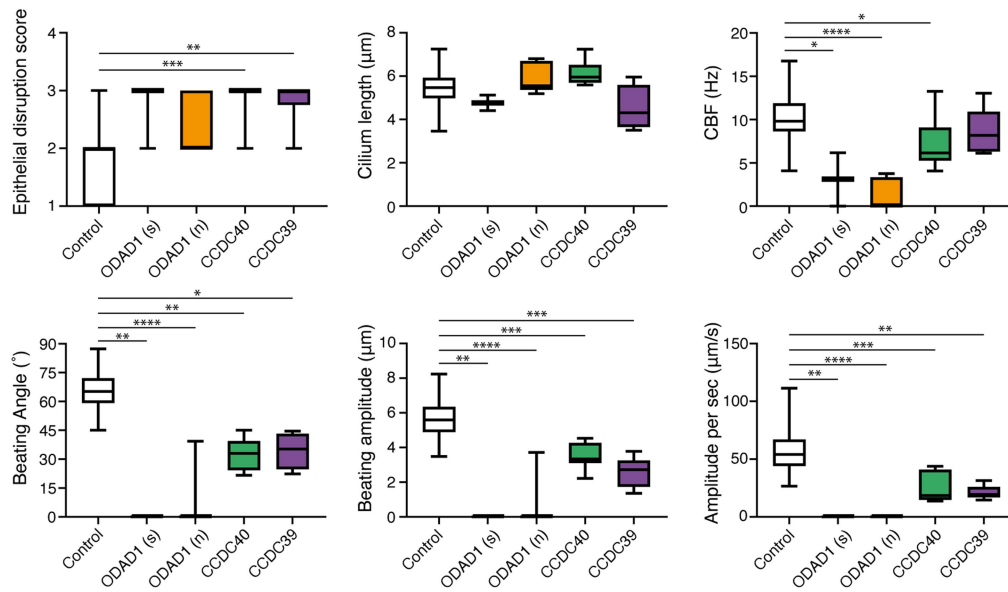 Epithelial disruption score
4
3
3
2
1
**
***
Control
ODAD1 (s)
ODAD1 (n)
CCDC40
CCDC39
Cilium length (µm)
8
6
4
2
0
Control
ODAD1 (s)
ODAD1 (n)
CCDC40
CCDC39
CBF (Hz)
20
15
10
5
0
*
****
*
Control
ODAD1 (s)
ODAD1 (n)
CCDC40
CCDC39
Beating Angle (°)
90
75
60
45
30
15
0
*
**
****
**
Control
ODAD1 (s)
ODAD1 (n)
CCDC40
CCDC39
Beating amplitude (µm)
10
8
6
4
2
0
***
***
****
**
Control
ODAD1 (s)
ODAD1 (n)
CCDC40
CCDC39
Amplitude per sec (µm/s)
150
100
50
0
**
***
****
**
Control
ODAD1 (s)
ODAD1 (n)
CCDC40
CCDC39